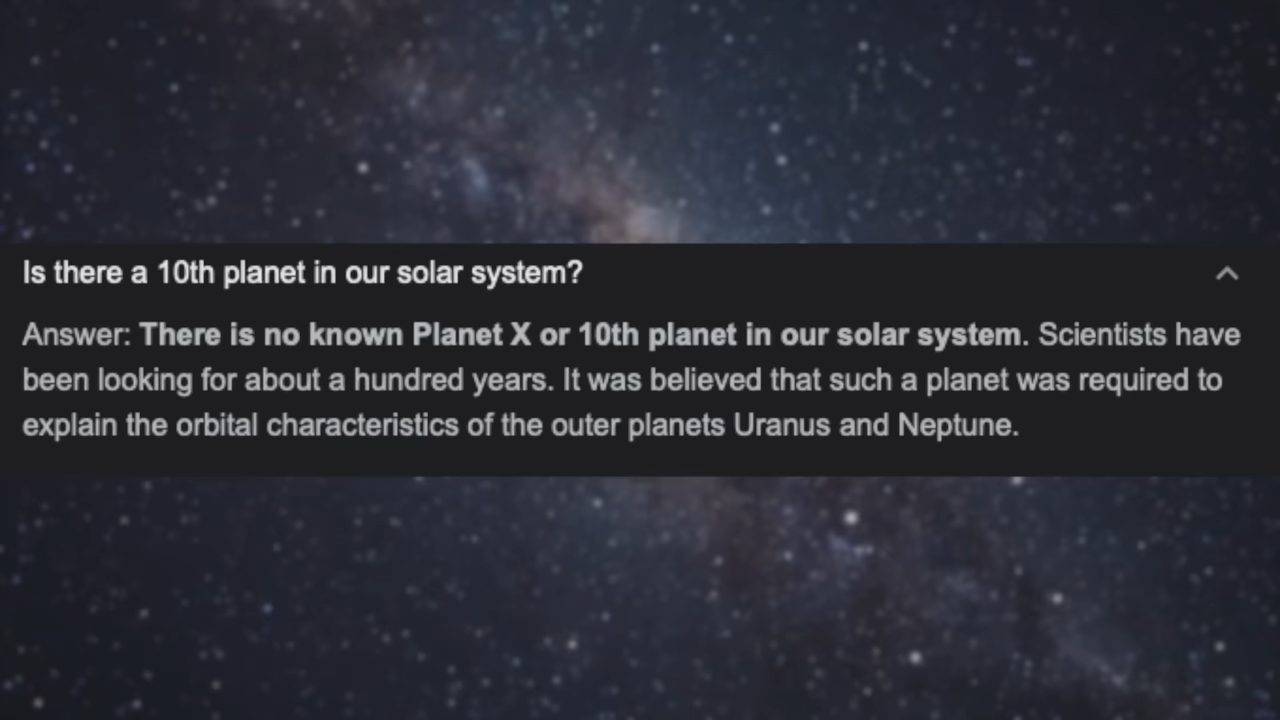 Is there a 10th planet in our solar system?
Answer: There is no known Planet X or 10th planet in our solar system. Scientists have
been looking for about a hundred years. It was believed that such a planet was required to
explain the orbital characteristics of the outer planets Uranus and Neptune.